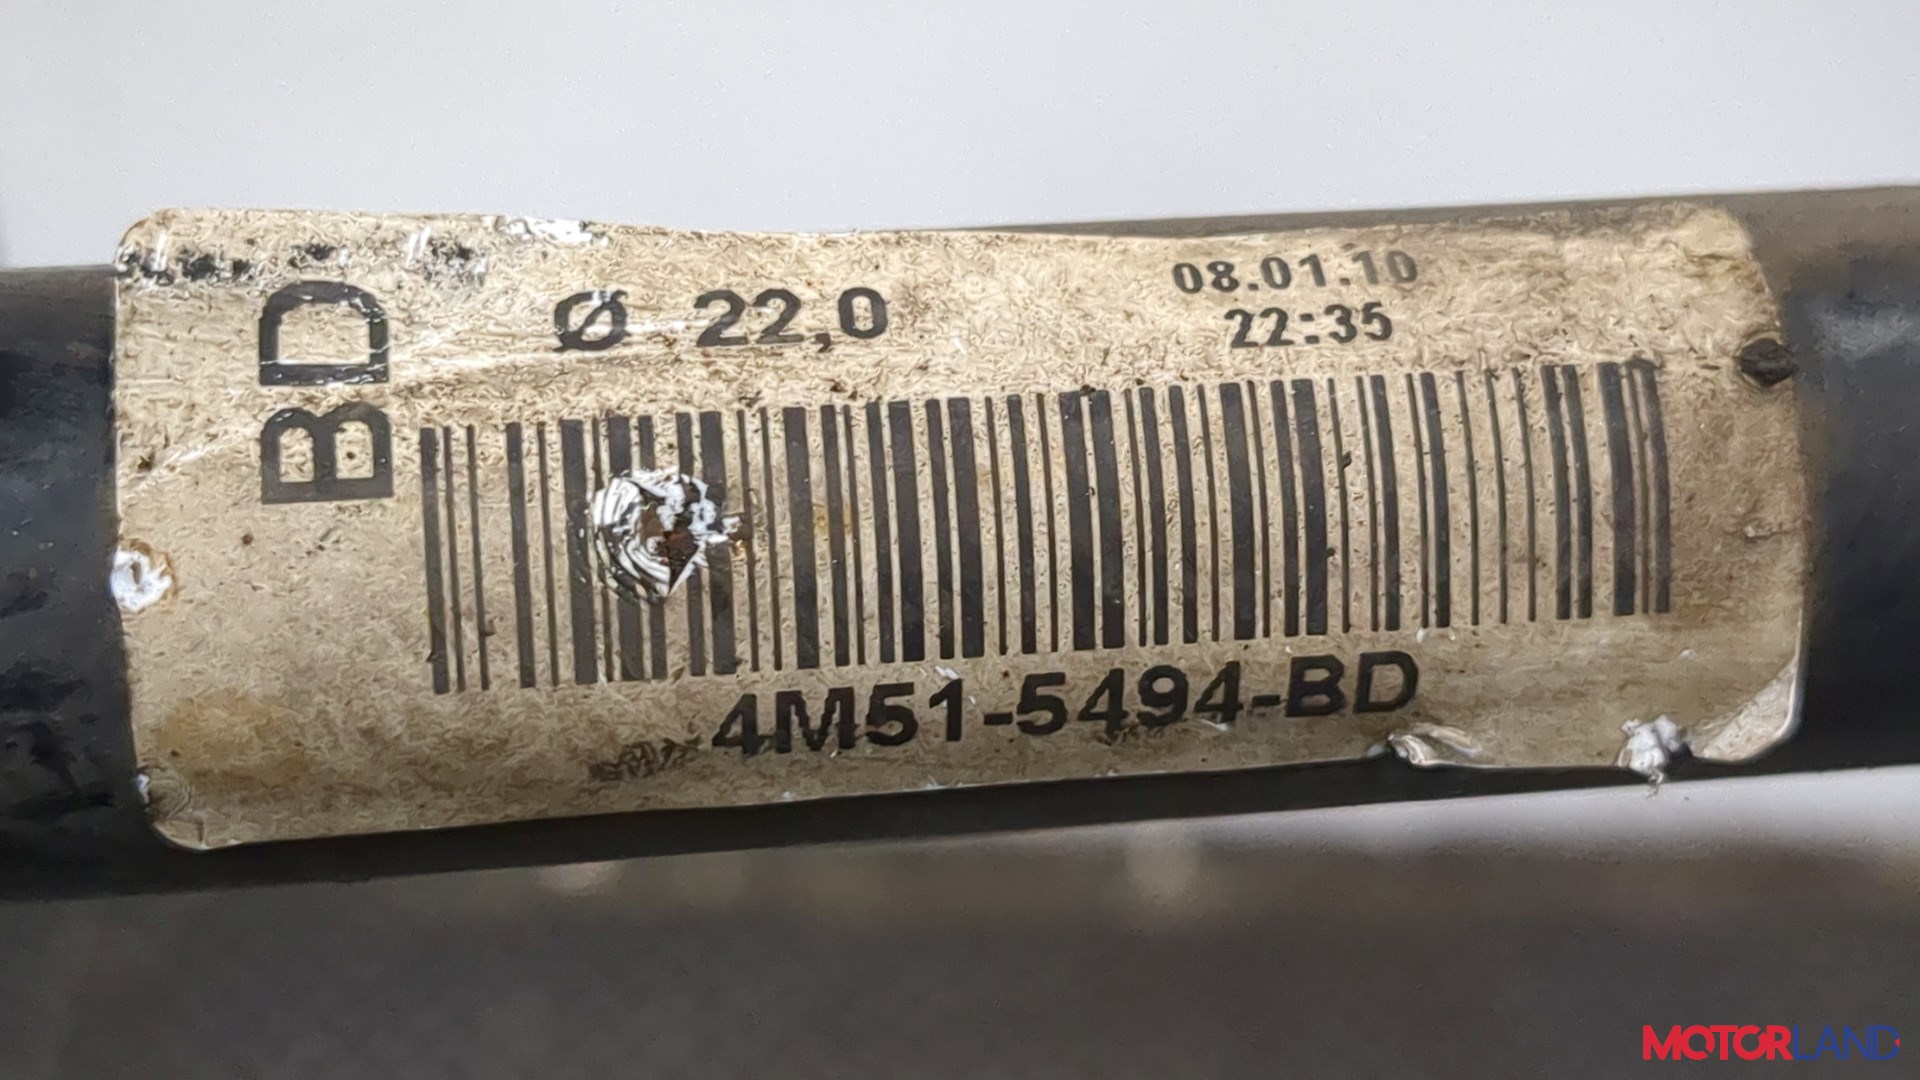 BD
Ø 22,0
08.01.10
22:35
4M51-5494-BD
MOTORLAND